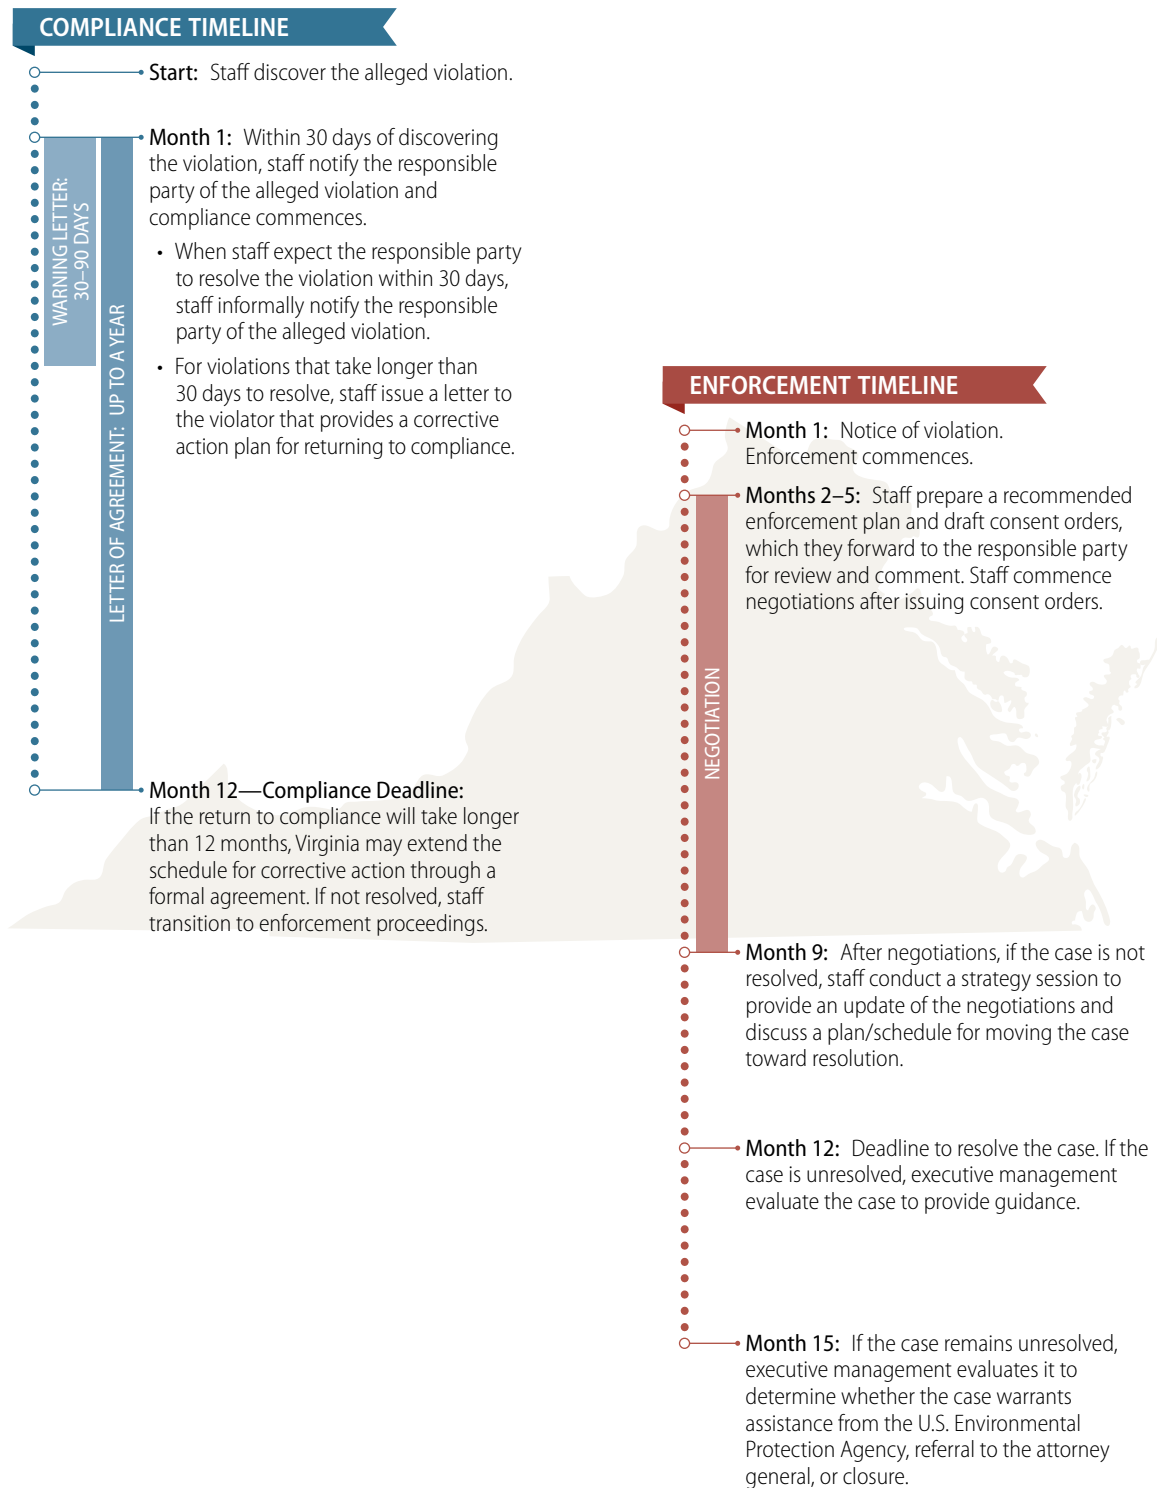 COMPLIANCE TIMELINE
Start: Staff discover the alleged violation.
Month 1: Within 30 days of discovering
the violation, staff notify the responsible
party of the alleged violation and
compliance commences.
• When staff expect the responsible party
to resolve the violation within 30 days,
staff informally notify the responsible
party of the alleged violation.
• For violations that take longer than
30 days to resolve, staff issue a letter to
the violator that provides a corrective
action plan for returning to compliance.
WARNING LETTER:
30–90 DAYS
LETTER OF AGREEMENT: UP TO A YEAR
Month 12—Compliance Deadline:
If the return to compliance will take longer
than 12 months, Virginia may extend the
schedule for corrective action through a
formal agreement. If not resolved, staff
transition to enforcement proceedings.
ENFORCEMENT TIMELINE
Month 1: Notice of violation.
Enforcement commences.
Months 2–5: Staff prepare a recommended
enforcement plan and draft consent orders,
which they forward to the responsible party
for review and comment. Staff commence
negotiations after issuing consent orders.
NEGOTIATION
Month 9: After negotiations, if the case is not
resolved, staff conduct a strategy session to
provide an update of the negotiations and
discuss a plan/schedule for moving the case
toward resolution.
Month 12: Deadline to resolve the case. If the
case is unresolved, executive management
evaluate the case to provide guidance.
Month 15: If the case remains unresolved,
executive management evaluates it to
determine whether the case warrants
assistance from the U.S. Environmental
Protection Agency, referral to the attorney
general, or closure.